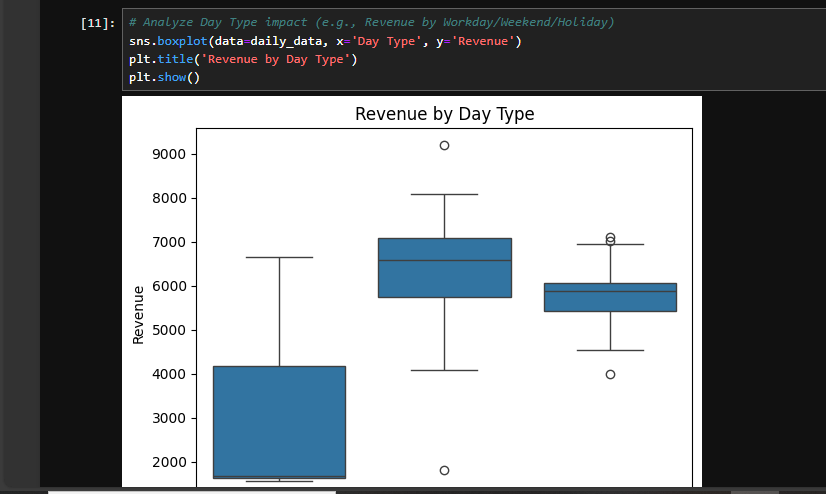 [11]: # Analyze Day Type impact (e.g., Revenue by Workday/Weekend/Holiday)
sns.boxplot(data=daily_data, x='Day Type', y='Revenue')
plt.title('Revenue by Day Type')
plt.show()
Revenue by Day Type
9000
8000
7000
6000
5000
4000
3000
2000
Revenue